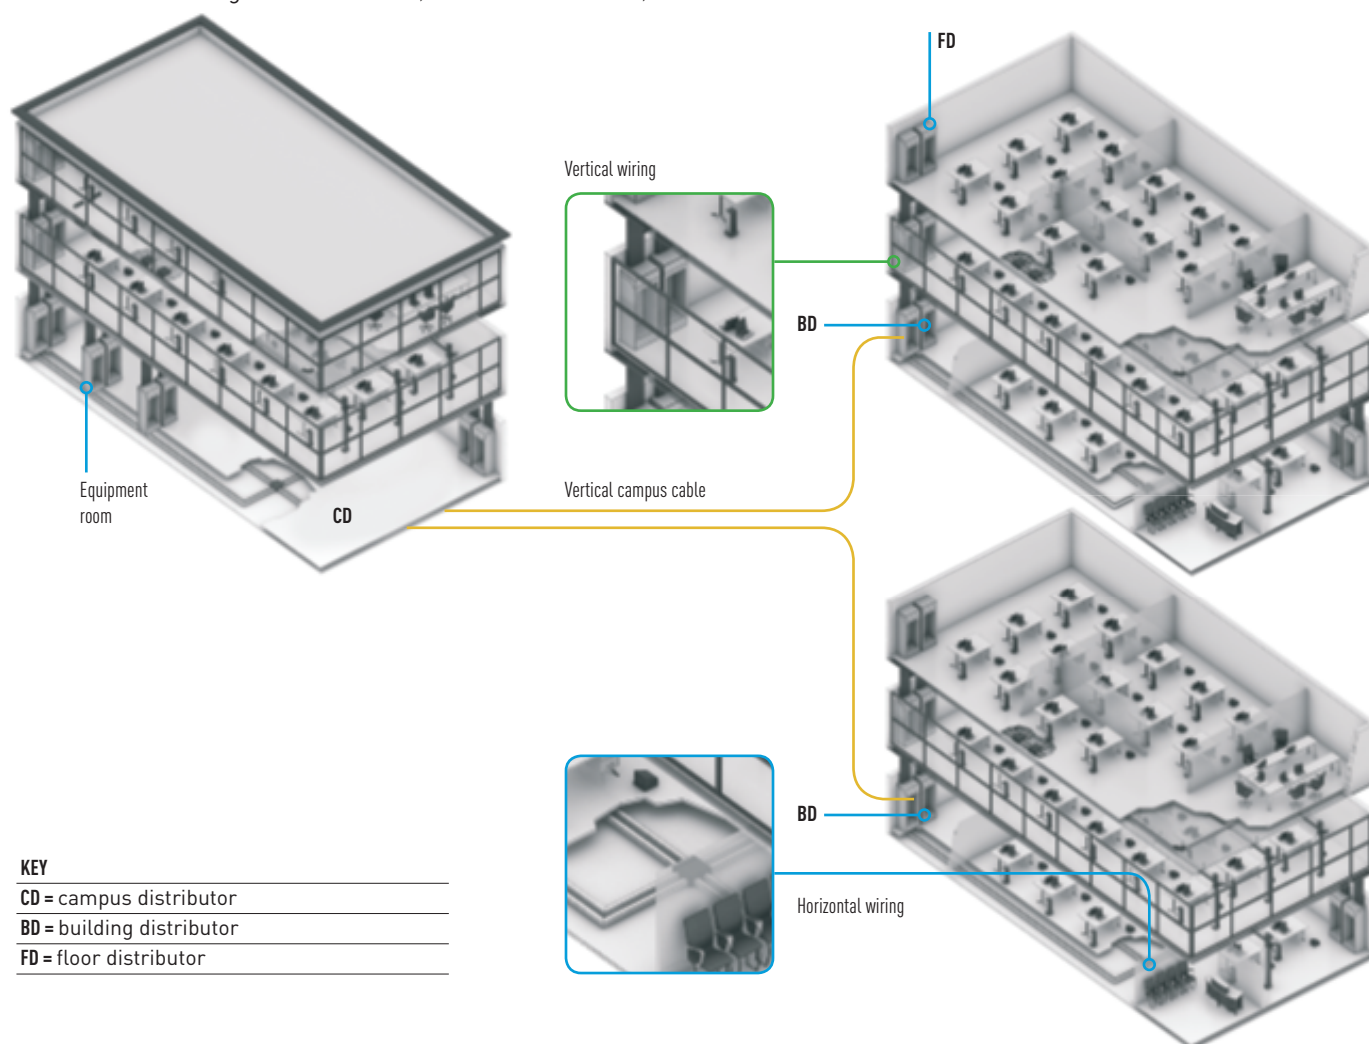 FD
Vertical wiring
BD
Equipment
room
Vertical campus cable
CD
BD
Horizontal wiring
KEY
CD = campus distributor
BD = building distributor
FD = floor distributor